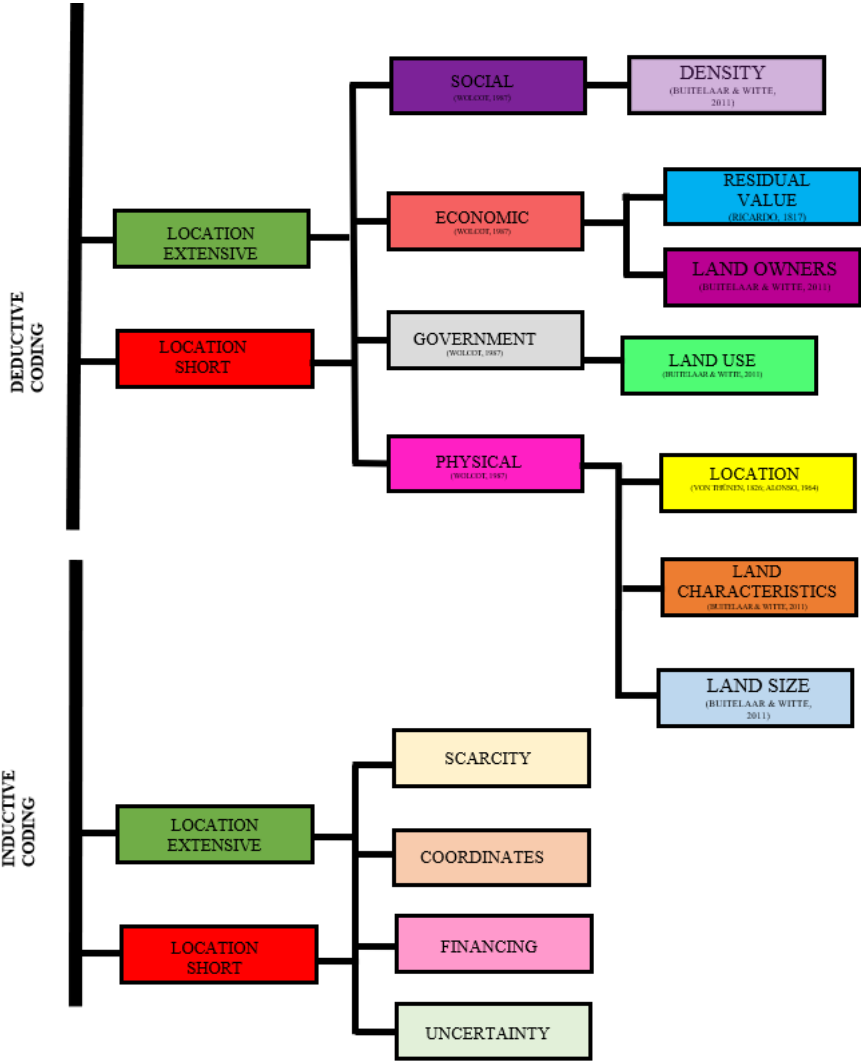 DEDUCTIVE
CODING
LOCATION
EXTENSIVE
LOCATION
SHORT
SOCIAL
(WOLCOT, 1987)
DENSITY
(BUITELAAR & WITTE,
2011)
ECONOMIC
(WOLCOT, 1987)
RESIDUAL
VALUE
(RICARDO, 1817)
LAND OWNERS
(BUITELAAR & WITTE, 2011)
GOVERNMENT
(WOLCOT, 1987)
LAND USE
(BUITELAAR & WITTE, 2011)
PHYSICAL
(WOLCOT, 1987)
LOCATION
(VON THÜNEN, 1826; ALONSO, 1964)
LAND
CHARACTERISTICS
(BUITELAAR & WITTE, 2011)
LAND SIZE
(BUITELAAR & WITTE,
2011)
INDUCTIVE
CODING
LOCATION
EXTENSIVE
LOCATION
SHORT
SCARCITY
COORDINATES
FINANCING
UNCERTAINTY